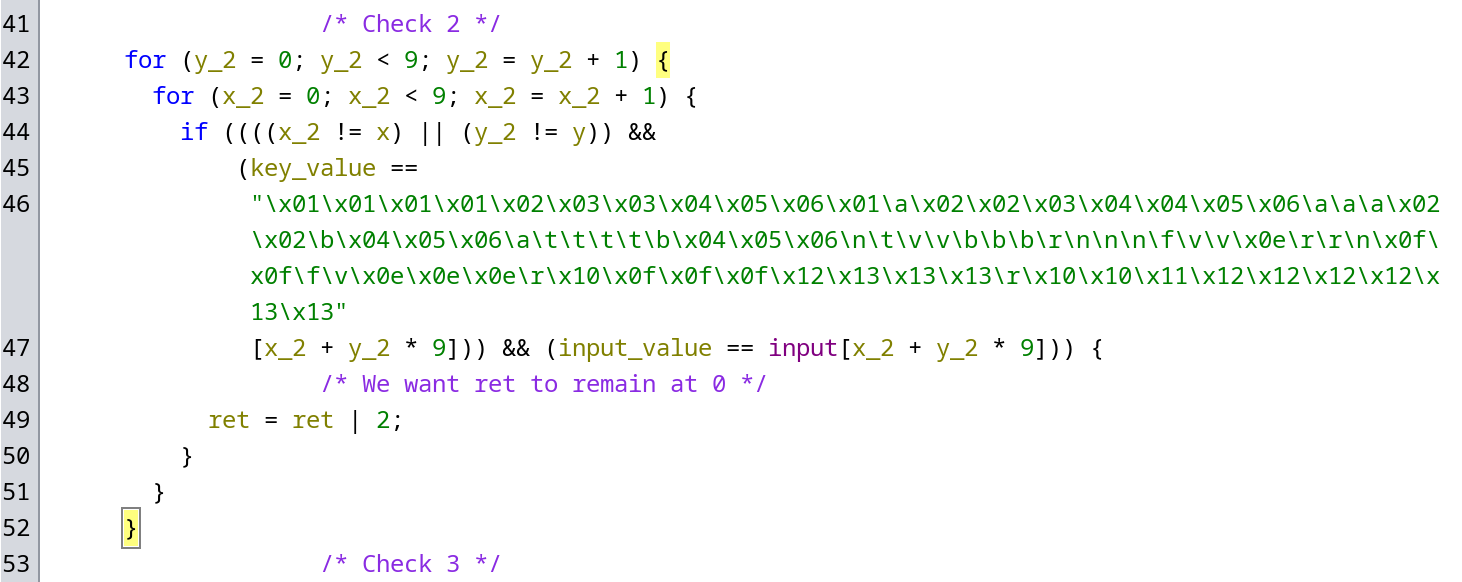 41 /* Check 2 */
42 for (y_2 = 0; y_2 < 9; y_2 = y_2 + 1) {
43 for (x_2 = 0; x_2 < 9; x_2 = x_2 + 1) {
44 if ((((x_2 != x) || (y_2 != y)) &&
45 (key_value ==
46 "\x01\x01\x01\x01\x02\x03\x03\x04\x05\x06\x01\a\x02\x02\x03\x04\x04\x05\x06\a\a\a\x02
\x02\b\x04\x05\x06\a\t\t\t\t\b\x04\x05\x06\n\t\v\v\b\b\b\r\n\n\n\f\v\v\x0e\r\r\n\x0f\
x0f\f\v\x0e\x0e\x0e\r\x10\x0f\x0f\x0f\x12\x13\x13\x13\r\x10\x10\x11\x12\x12\x12\x12\x
13\x13"
47 [x_2 + y_2 * 9])) && (input_value == input[x_2 + y_2 * 9])) {
48 /* We want ret to remain at 0 */
49 ret = ret | 2;
50 }
51 }
52 }
53 /* Check 3 */